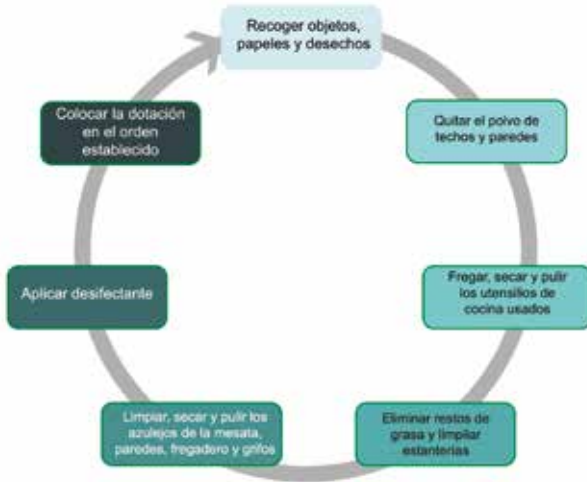 Recoger objetos,
papeles y desechos
Quitar el polvo de
techos y paredes
Fregar, secar y pulir
los utensilios de
cocina usados
Eliminar restos de
grasa y limpilar
estanterias
Limpiar, secar y pulir los
azulejos de la mesata,
paredes, fregadero y grifos
Aplicar desifectante
Colocar la dotación
en el orden
establecido